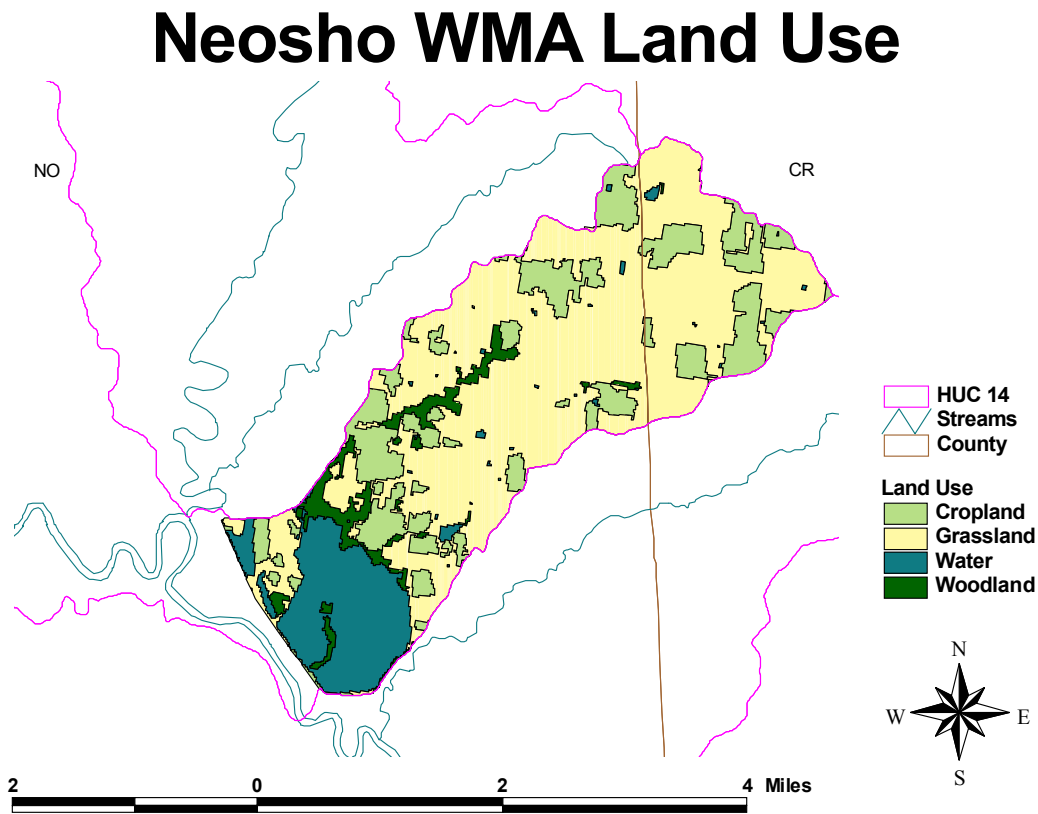 Neosho WMA Land Use
NO
CR
HUC 14
Streams
County
Land Use
Cropland
Grassland
Water
Woodland
N
W E
S
2 0 2 4 Miles